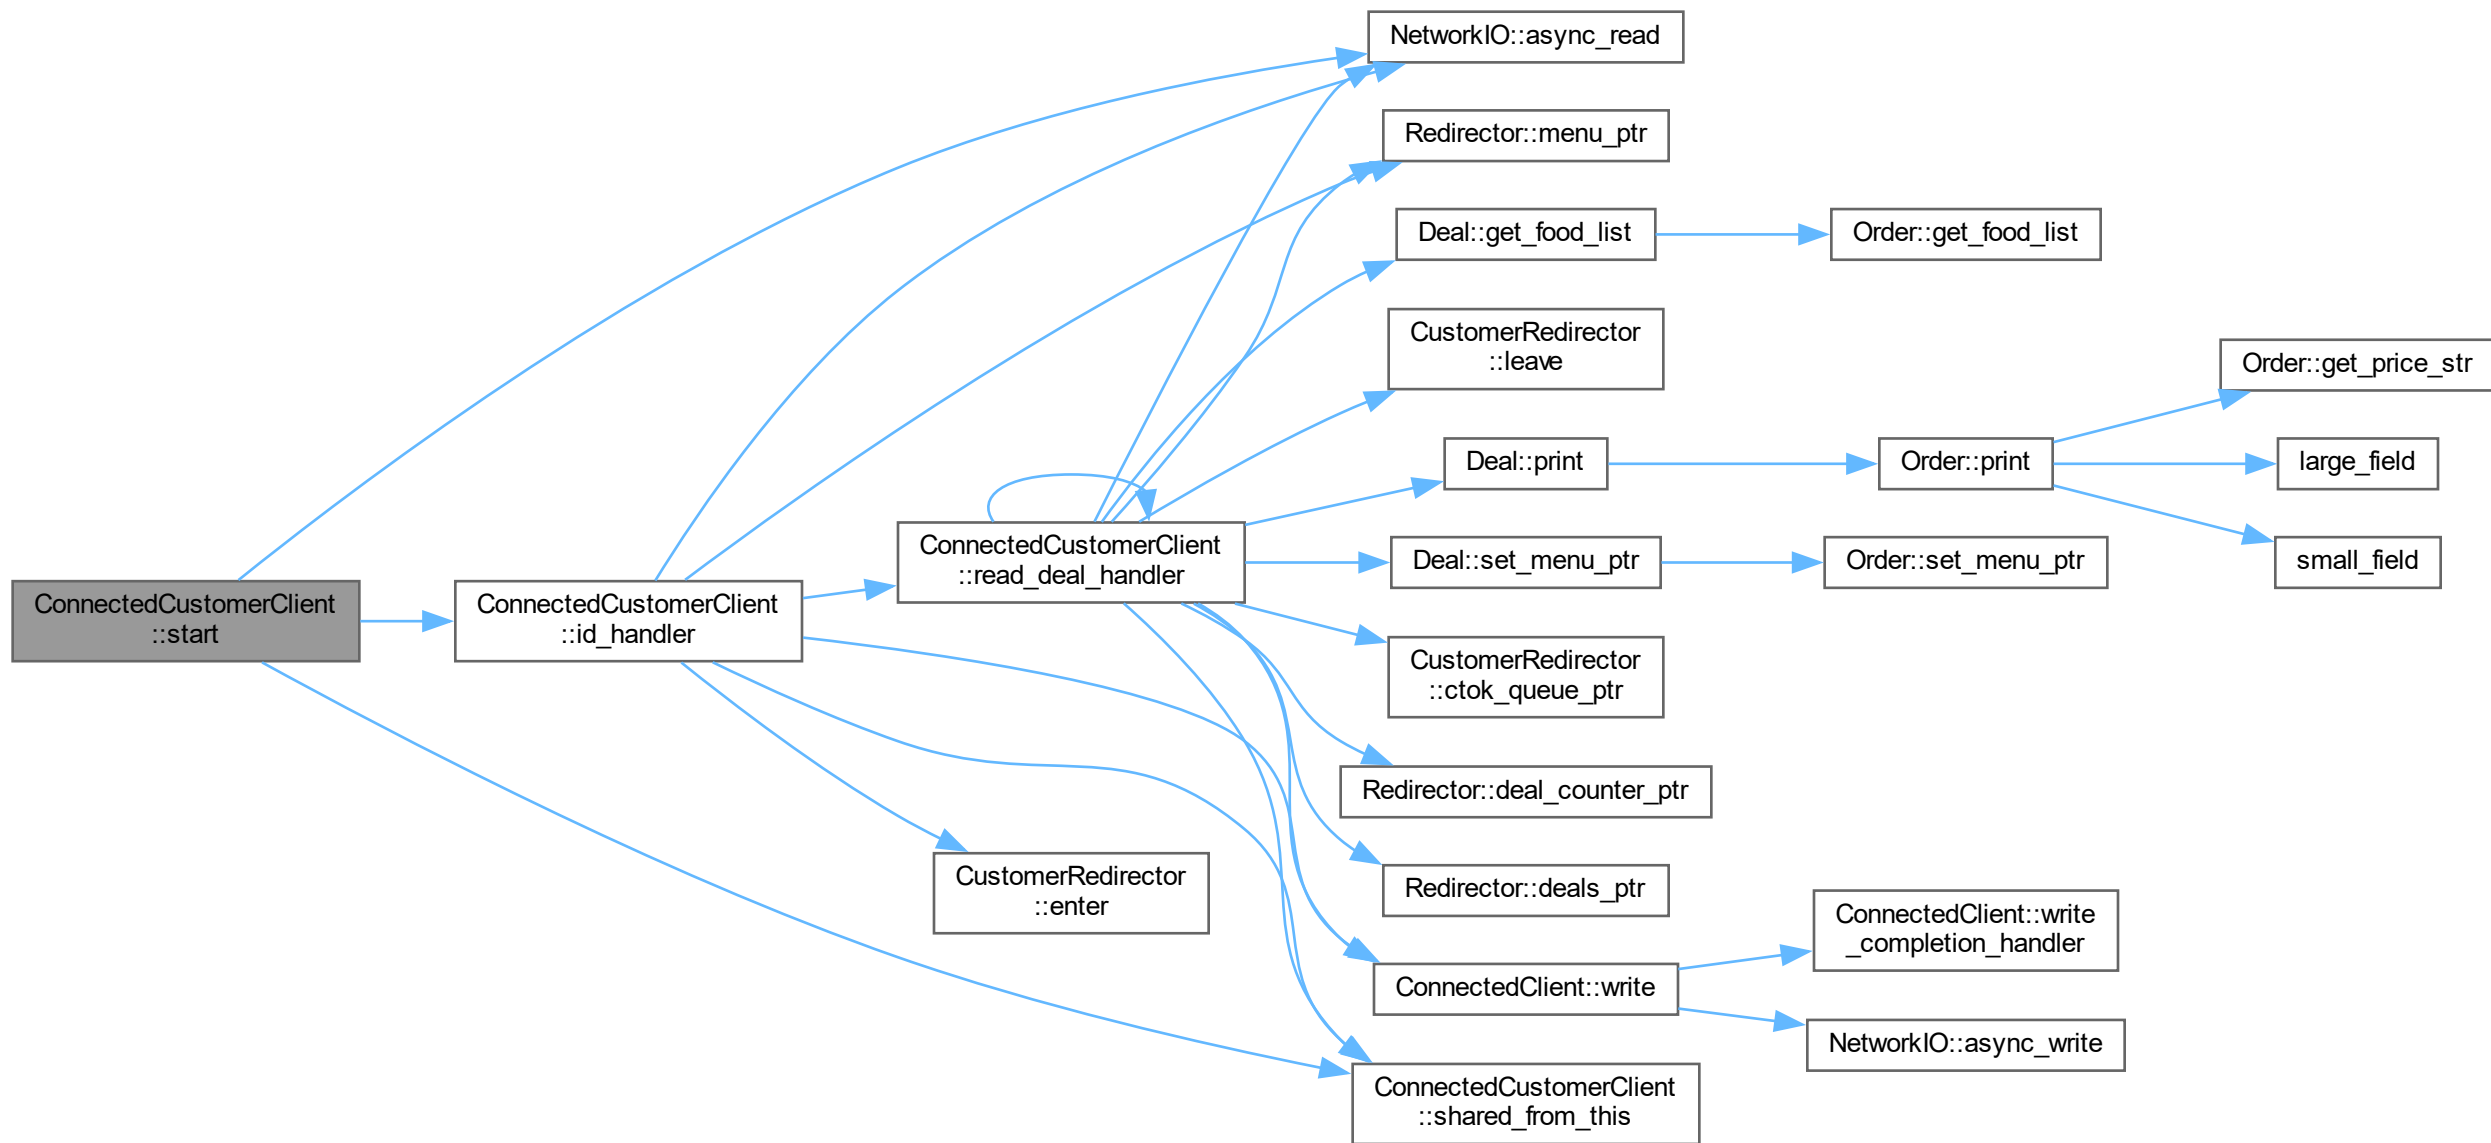 NetworkIO::async_read
Redirector::menu_ptr
Deal::get_food_list
Order::get_food_list
CustomerRedirector
::leave
Order::get_price_str
Deal::print
Order::print
large_field
ConnectedCustomerClient
::read_deal_handler
Deal::set_menu_ptr
Order::set_menu_ptr
small_field
ConnectedCustomerClient
::start
ConnectedCustomerClient
::id_handler
CustomerRedirector
::ctok_queue_ptr
Redirector::deal_counter_ptr
CustomerRedirector
::enter
Redirector::deals_ptr
ConnectedClient::write
_completion_handler
ConnectedClient::write
NetworkIO::async_write
ConnectedCustomerClient
::shared_from_this